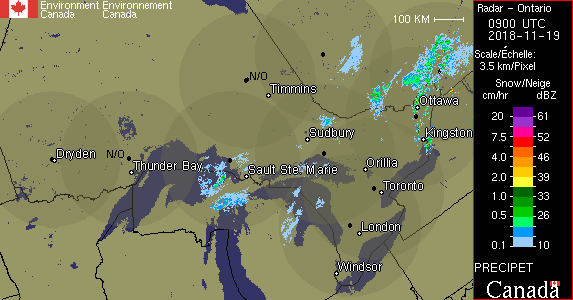 Environment Environnement
Canada Canada
100 KM
N/O
Timmins
Ottawa
Sudbury
Kingston
Dryden
N/O
Thunder Bay
Sault Ste. Marie
Orillia
Toronto
London
Windsor
Radar - Ontario
0900 UTC
2018-11-19
Scale/Échelle:
3.5 km/Pixel
Snow/Neige
cm/hr dBZ
20 61
7.5 52
4.0 46
2.0 39
1.0 33
0.5 26
0.1 10
PRECIPET
Canada